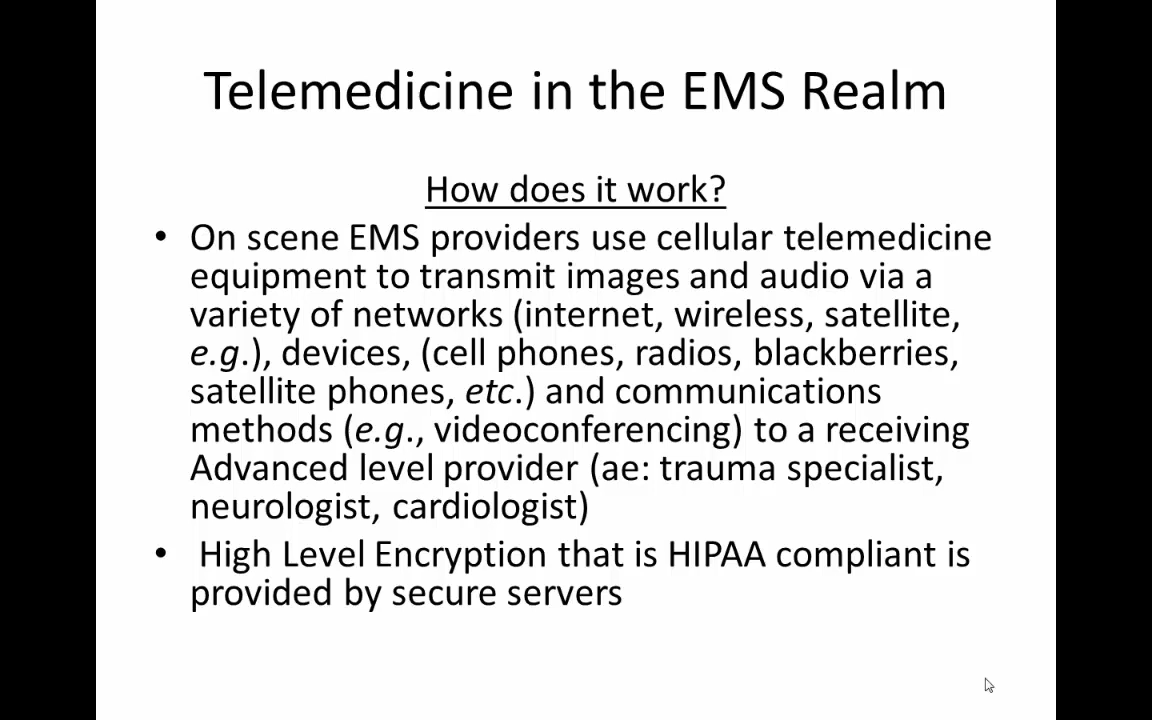 Telemedicine in the EMS Realm
How does it work?
• On scene EMS providers use cellular telemedicine
equipment to transmit images and audio via a
variety of networks (internet, wireless, satellite,
e.g.), devices, (cell phones, radios, blackberries,
satellite phones, etc.) and communications
methods (e.g., videoconferencing) to a receiving
Advanced level provider (ae: trauma specialist,
neurologist, cardiologist)
• High Level Encryption that is HIPAA compliant is
provided by secure servers